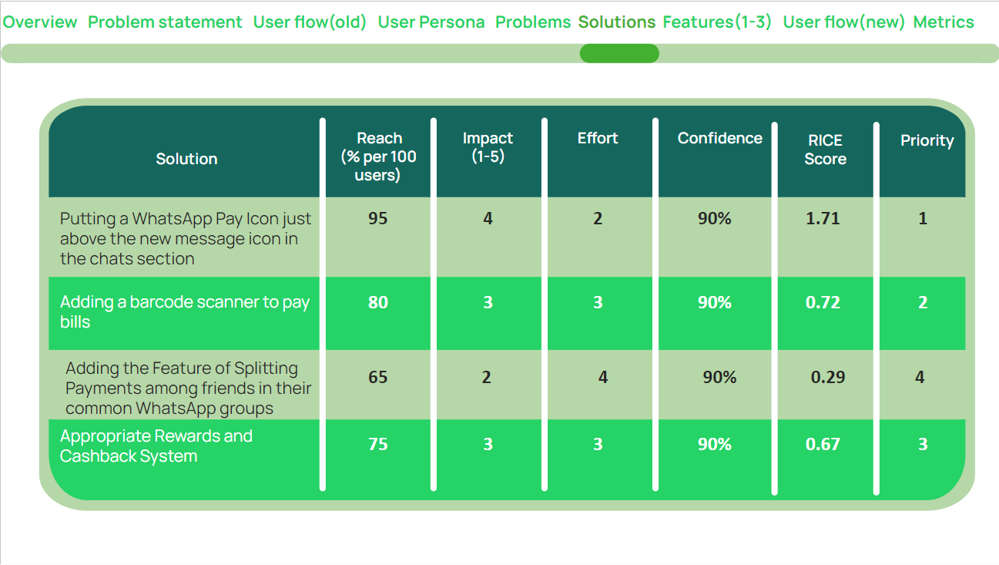 Overview Problem statement User flow(old) User Persona Problems Solutions Features(1-3) User flow(new) Metrics
Solution
Reach
(% per 100
users)
Impact
(1-5)
Effort
Confidence
RICE
Score
Priority
Putting a WhatsApp Pay Icon just
above the new message icon in
the chats section
95
4
2
90%
1.71
1
Adding a barcode scanner to pay
bills
80
3
3
90%
0.72
2
Adding the Feature of Splitting
Payments among friends in their
common WhatsApp groups
65
2
4
90%
0.29
4
Appropriate Rewards and
Cashback System
75
3
3
90%
0.67
3